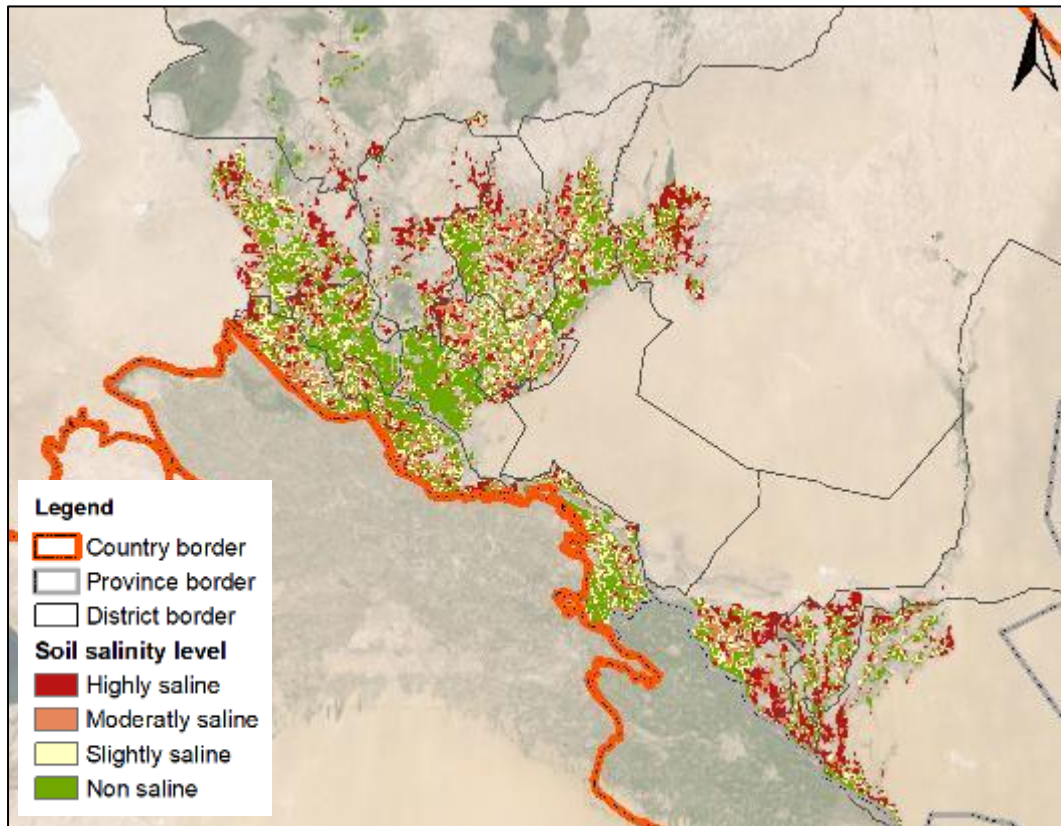 Legend
Country border
Province border
District border
Soil salinity level
Highly saline
Moderatly saline
Slightly saline
Non saline